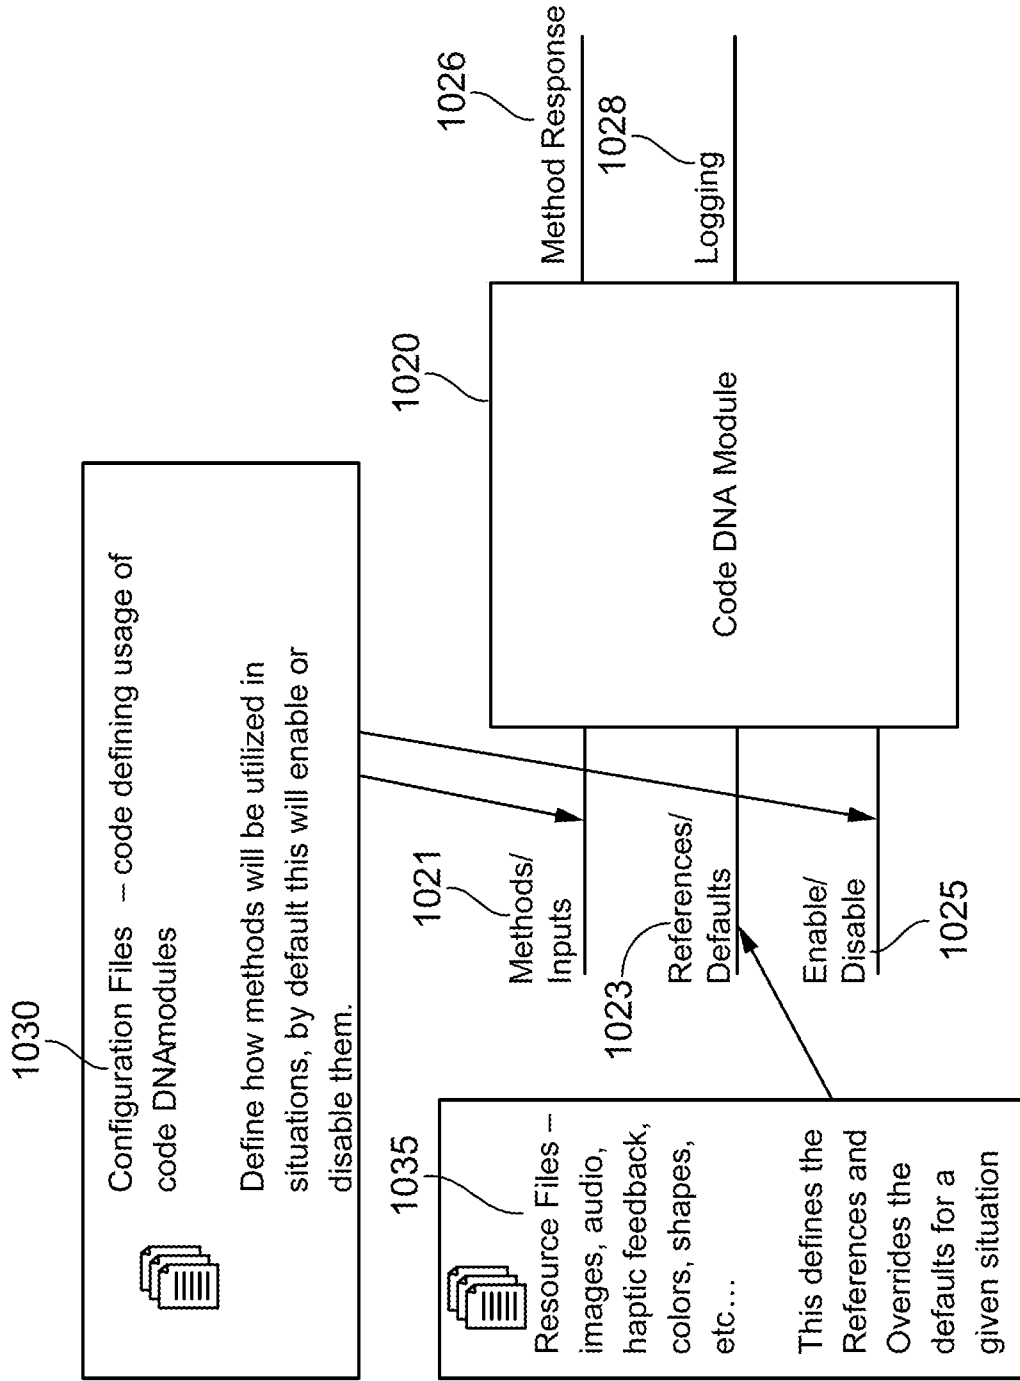 1030
Configuration Files – code defining usage of
code DNAmodules
Define how methods will be utilized in
situations, by default this will enable or
disable them.
1035
Resource Files –
images, audio,
haptic feedback,
colors, shapes,
etc...
This defines the
References and
Overrides the
defaults for a
given situation
1021
Methods/
Inputs
1023
References/
Defaults
Enable/
Disable
1025
1020
Code DNA Module
1026
Method Response
1028
Logging